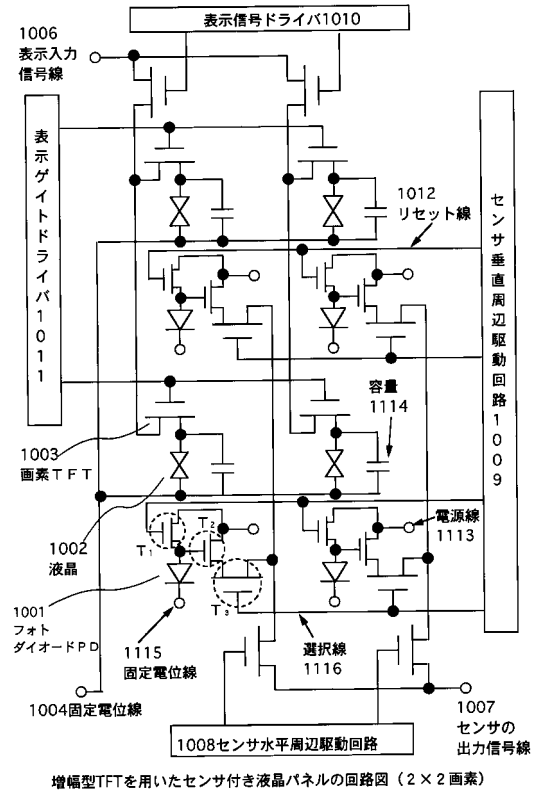 表示信号ドライバ1010
1006
表示入力
信号線
表示ゲイトドライバ1011
センサ垂直周辺駆動回路1009
1012
リセット線
容量
1114
1003
画素TFT
1002
液晶
T1
T2
T3
電源線
1113
1001
フォト
ダイオードPD
1115
固定電位線
選択線
1116
1004固定電位線
1007
センサの
出力信号線
1008センサ水平周辺駆動回路
増幅型TFTを用いたセンサ付き液晶パネルの回路図（2×2画素）